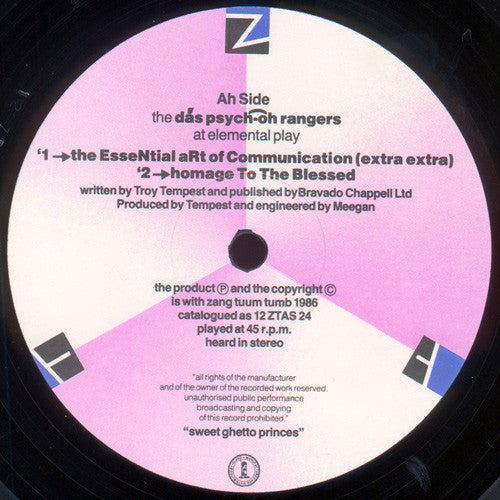 Z
Ah Side
the dás psych-öh rangers
at elemental play
‘1→the EsseNtial aRt of Communication (extra extra)
‘2→homage To The Blessed
written by Troy Tempest and published by Bravado Chappell Ltd
Produced by Tempest and engineered by Meegan
the product Ⓟ and the copyright ©
is with zang tuum tumb 1986
catalogued as 12 ZTAS 24
played at 45 r.p.m.
heard in stereo
"all rights of the manufacturer
and of the owner of the recorded work reserved.
unauthorised public performance
broadcasting and copying
of this record prohibited."
“sweet ghetto princes”